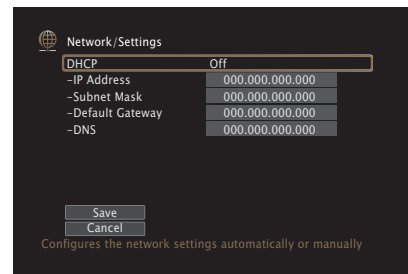 Network/Settings
DHCP Off
-IP Address 000.000.000.000
-Subnet Mask 000.000.000.000
-Default Gateway 000.000.000.000
-DNS 000.000.000.000
Save
Cancel
Configures the network settings automatically or manually